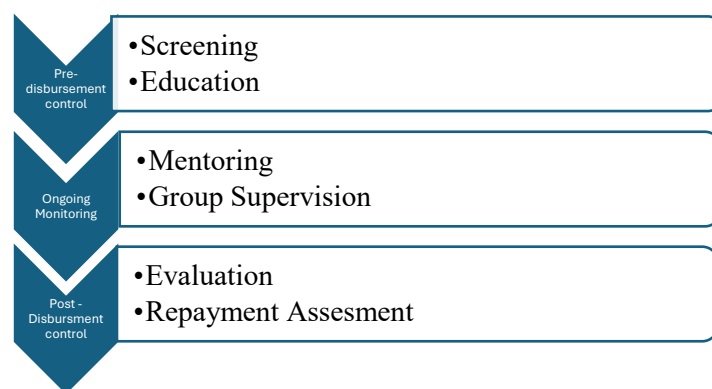 Pre-
disbursement
control
•Screening
•Education
Ongoing
Monitoring
•Mentoring
•Group Supervision
Post -
Disbursment
control
•Evaluation
•Repayment Assesment